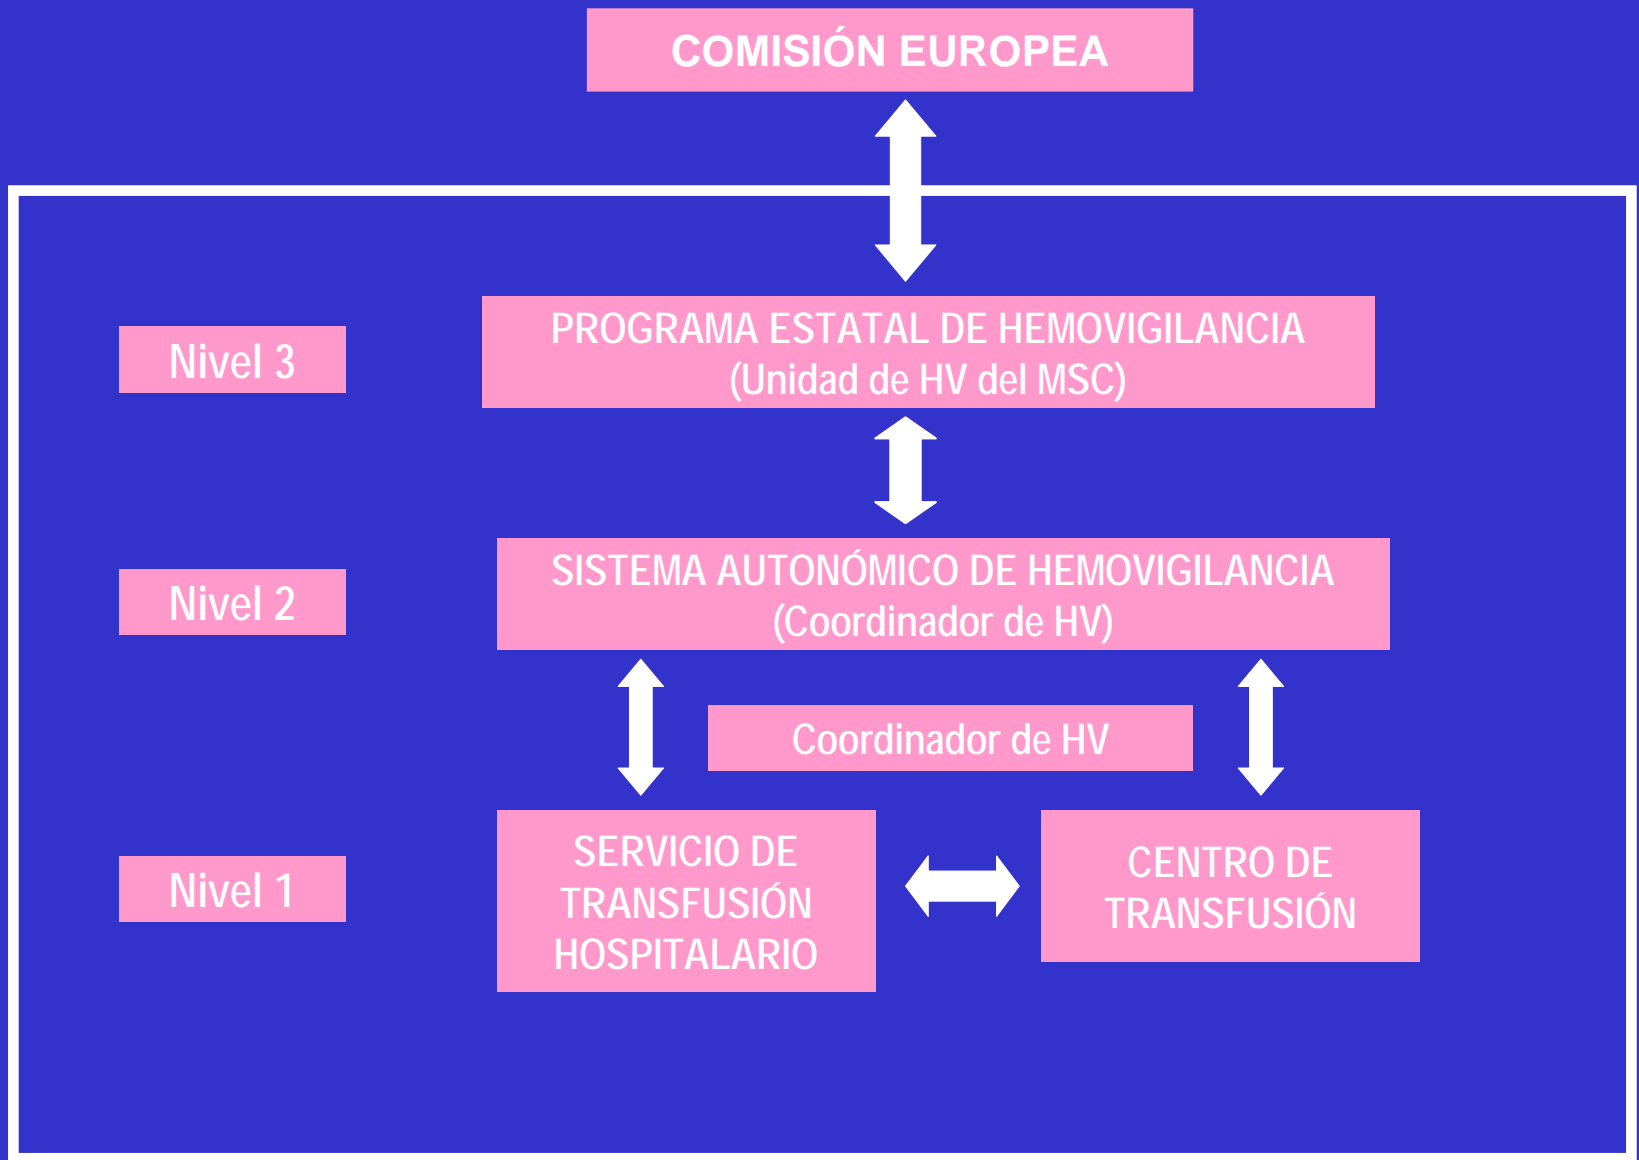 COMISIÓN EUROPEA
Nivel 3
PROGRAMA ESTATAL DE HEMOVIGILANCIA
(Unidad de HV del MSC)
Nivel 2
SISTEMA AUTONÓMICO DE HEMOVIGILANCIA
(Coordinador de HV)
Coordinador de HV
Nivel 1
SERVICIO DE
TRANSFUSIÓN
HOSPITALARIO
CENTRO DE
TRANSFUSIÓN